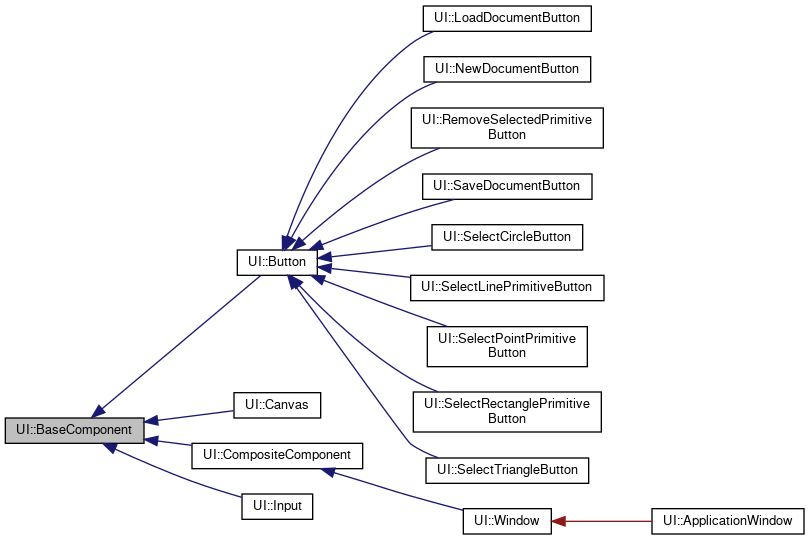 UI::LoadDocumentButton
UI::NewDocumentButton
UI::RemoveSelectedPrimitive
Button
UI::SaveDocumentButton
UI::SelectCircleButton
UI::Button
UI::SelectLinePrimitiveButton
UI::SelectPointPrimitive
Button
UI::SelectRectanglePrimitive
Button
UI::Canvas
UI::BaseComponent
UI::CompositeComponent
UI::SelectTriangleButton
UI::Input
UI::Window
UI::ApplicationWindow